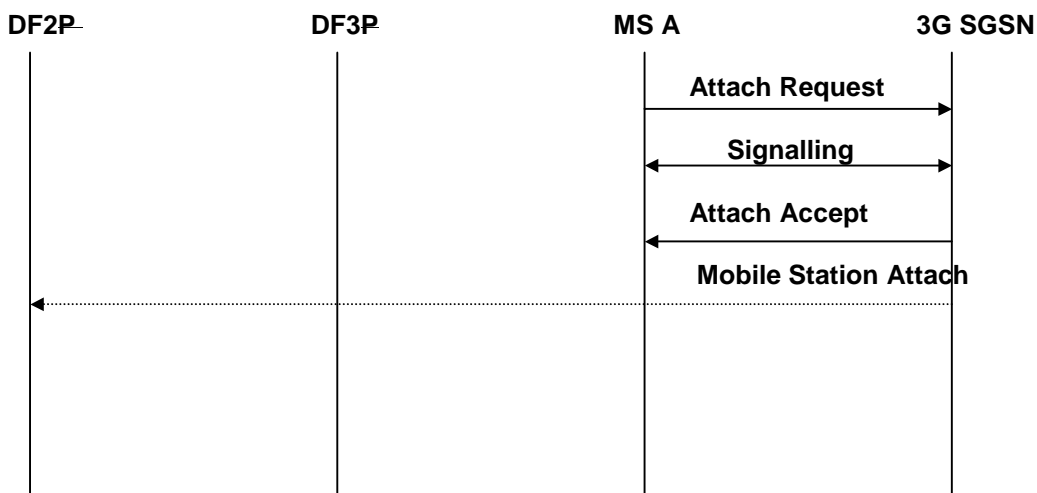 DF2P DF3P MS A 3G SGSN
Attach Request
Signalling
Attach Accept
Mobile Station Attach